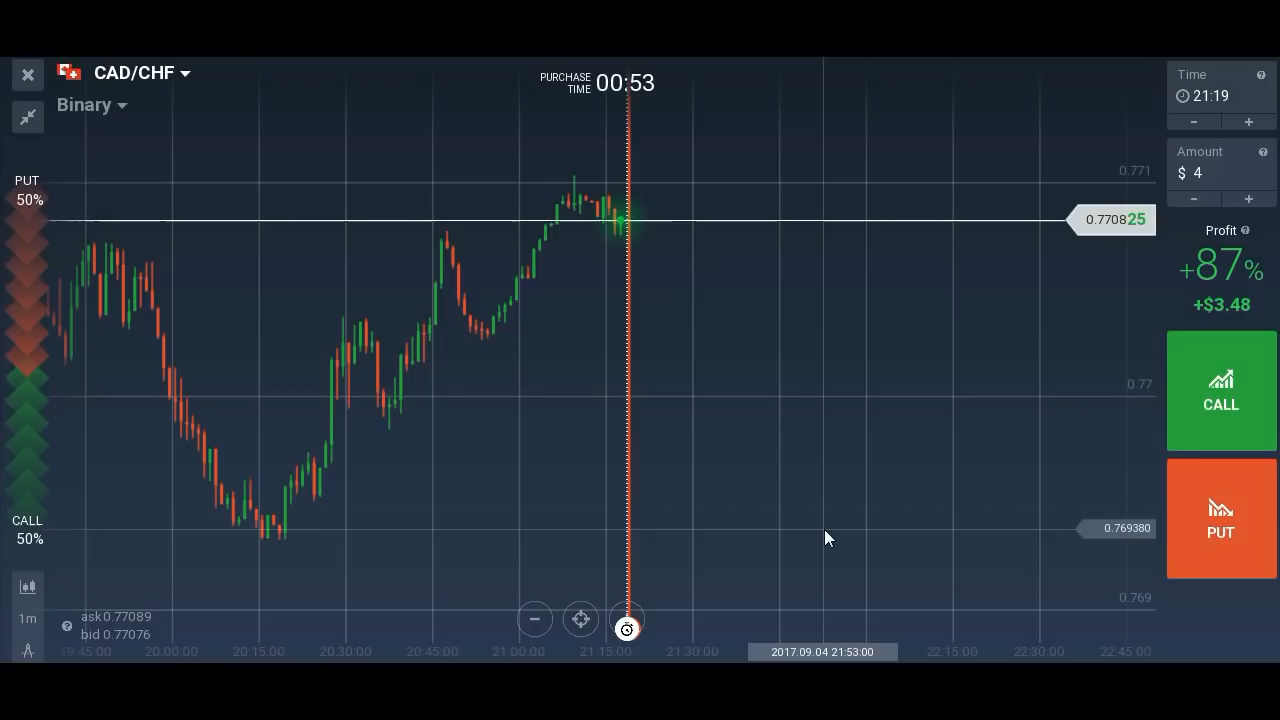 CAD/CHF
Binary
PURCHASE
TIME 00:53
Time
21:19
- +
Amount
$ 4
- +
Profit
+87%
+$3.48
CALL
PUT
PUT
50%
CALL
50%
0.771
0.770825
0.77
0.769380
0.769
1m
ask 0.77089
bid 0.77076
19:45:00 20:00:00 20:15:00 20:30:00 20:45:00 21:00:00 21:15:00 21:30:00 2017.09.04 21:53:00 22:15:00 22:30:00 22:45:00